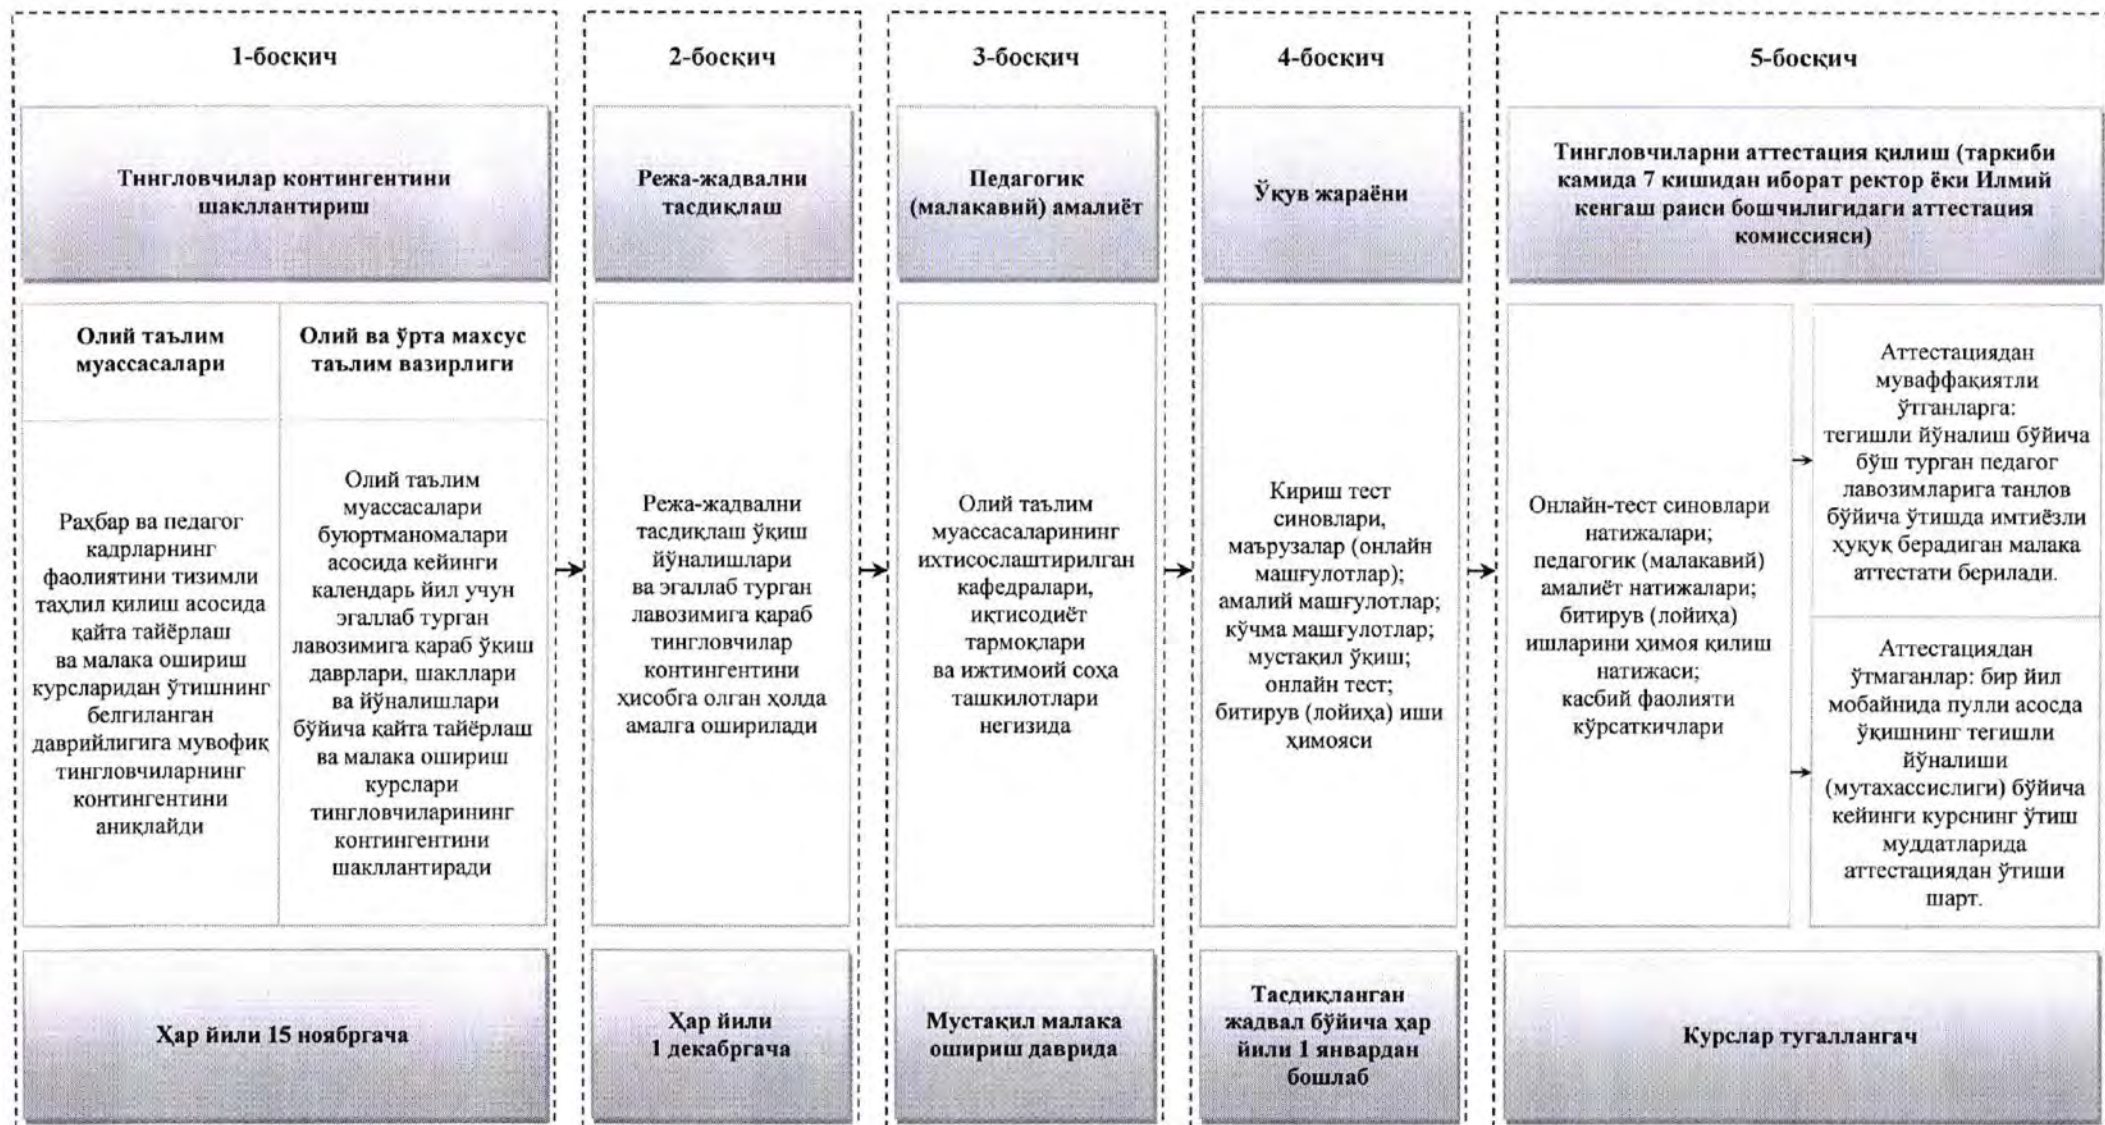 1-босқич
Тингловчилар контингентини
шакллантириш
Олий таълим
муассасалари
Раҳбар ва педагог
кадрларнинг
фаолиятини тизимли
таҳлил қилиш асосида
қайта тайёрлаш
ва малака ошириш
курсларидан ўтишнинг
белгиланган
даврийлигига мувофиқ
тингловчиларнинг
контингентини
аниқлайди
Олий ва ўрта махсус
таълим вазирлиги
Олий таълим
муассасалари
буюртманомалари
асосида кейинги
календарь йил учун
эгаллаб турган
лавозимига қараб ўқиш
даврлари, шакллари
ва йўналишлари
бўйича қайта тайёрлаш
ва малака ошириш
курслари
тингловчиларининг
контингентини
шакллантиради
Ҳар йили 15 ноябргача
2-босқич
Режа-жадвални
тасдиқлаш
Режа-жадвални
тасдиқлаш ўқиш
йўналишлари
ва эгаллаб турган
лавозимига қараб
тингловчилар
контингентини
ҳисобга олган ҳолда
амалга оширилади
Ҳар йили
1 декабргача
3-босқич
Педагогик
(малакавий) амалиёт
Олий таълим
муассасаларининг
ихтисослаштирилган
кафедралари,
иқтисодиёт
тармоқлари
ва ижтимоий соҳа
ташкилотлари
негизида
Мустақил малака
ошириш даврида
4-босқич
Ўқув жараёни
Кириш тест
синовлари,
маърузалар (онлайн
машғулотлар);
амалий машғулотлар;
кўчма машғулотлар;
мустақил ўқиш;
онлайн тест;
битирув (лойиҳа) иши
ҳимояси
Тасдиқланган
жадвал бўйича ҳар
йили 1 январдан
бошлаб
5-босқич
Тингловчиларни аттестация қилиш (таркиби
камида 7 кишидан иборат ректор ёки Илмий
кенгаш раиси бошчилигидаги аттестация
комиссияси)
Онлайн-тест синовлари
натижалари;
педагогик (малакавий)
амалиёт натижалари;
битирув (лойиҳа)
ишларини ҳимоя қилиш
натижаси;
касбий фаолияти
кўрсаткичлари
Аттестациядан
муваффақиятли
ўтганларга:
тегишли йўналиш бўйича
бўш турган педагог
лавозимларига танлов
бўйича ўтишда имтиёзли
ҳуқуқ берадиган малака
аттестати берилади.
Аттестациядан
ўтмаганлар: бир йил
мобайнида пулли асосда
ўқишнинг тегишли
йўналиши
(мутахассислиги) бўйича
кейинги курснинг ўтиш
муддатларида
аттестациядан ўтиши
шарт.
Курслар тугаллангач